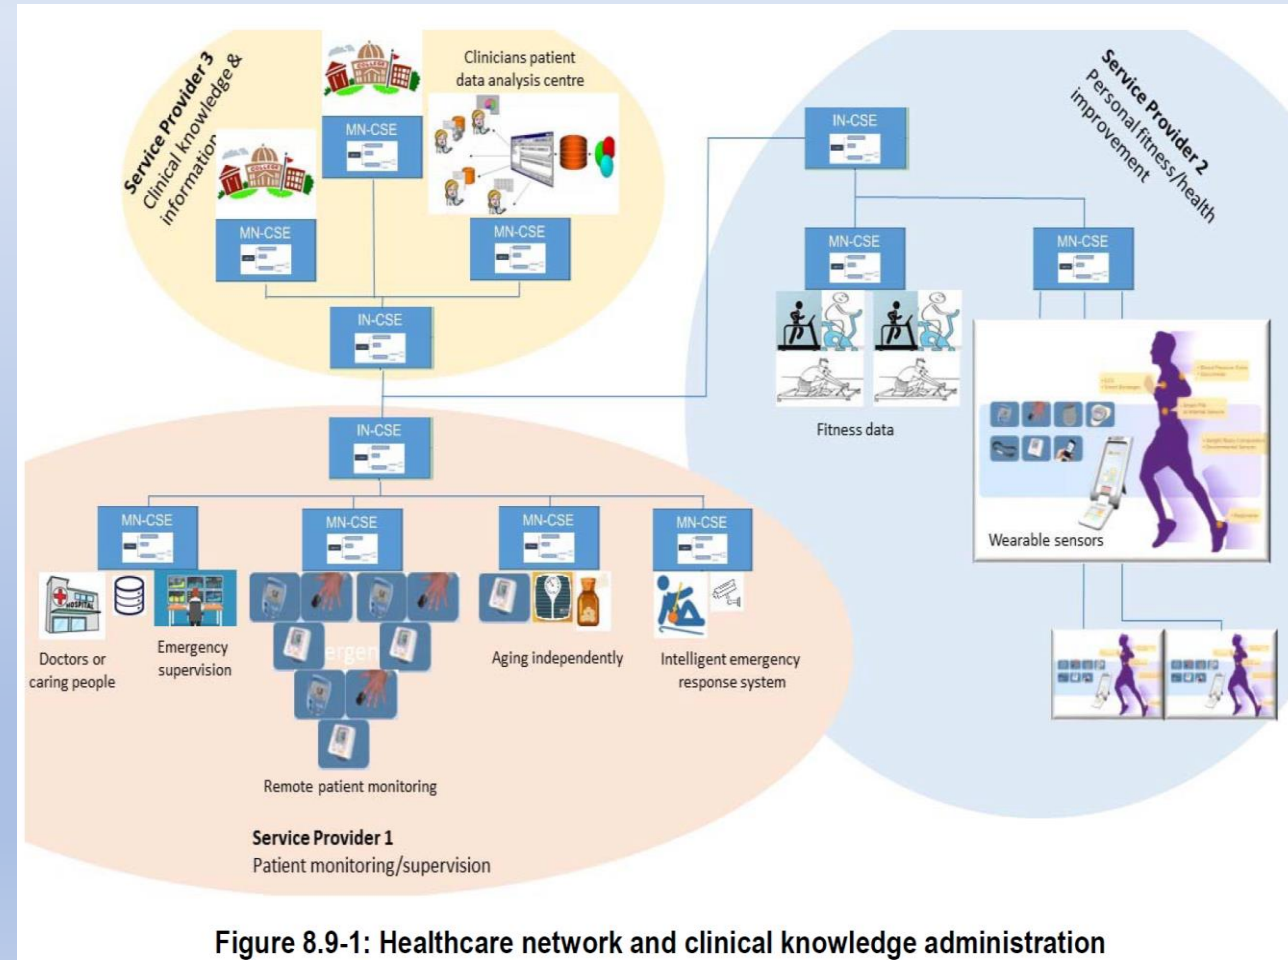 Service Provider 3
Clinical knowledge &
information
COLLEGE
MN-CSE
Clinicians patient
data analysis centre
COLLEGE
MN-CSE
MN-CSE
IN-CSE
IN-CSE
Service Provider 2
Personal fitness/health
improvement
MN-CSE
MN-CSE
Fitness data
Wearable sensors
IN-CSE
MN-CSE
MN-CSE
MN-CSE
MN-CSE
HOSPITAL
Doctors or
caring people
Emergency
supervision
ergen
Remote patient monitoring
Aging independently
Intelligent emergency
response system
Service Provider 1
Patient monitoring/supervision
Figure 8.9-1: Healthcare network and clinical knowledge administration